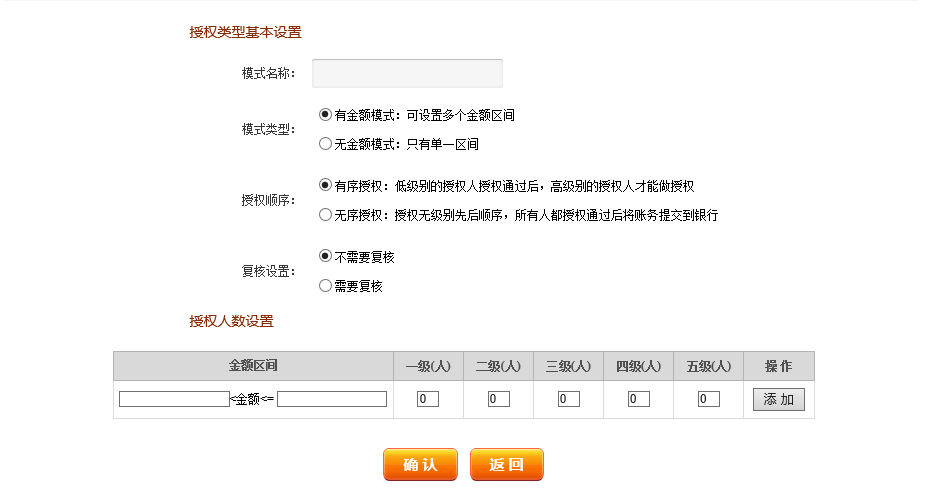 授权类型基本设置
模式名称：
模式类型：
有金额模式：可设置多个金额区间
无金额模式：只有单一区间
授权顺序：
有序授权：低级别的授权人授权通过后，高级别的授权人才能做授权
无序授权：授权无级别先后顺序，所有人都授权通过后将账务提交到银行
复核设置：
不需要复核
需要复核
授权人数设置
金额区间 一级(人) 二级(人) 三级(人) 四级(人) 五级(人) 操 作
<金额<= 0 0 0 0 0 添 加
确 认 返 回